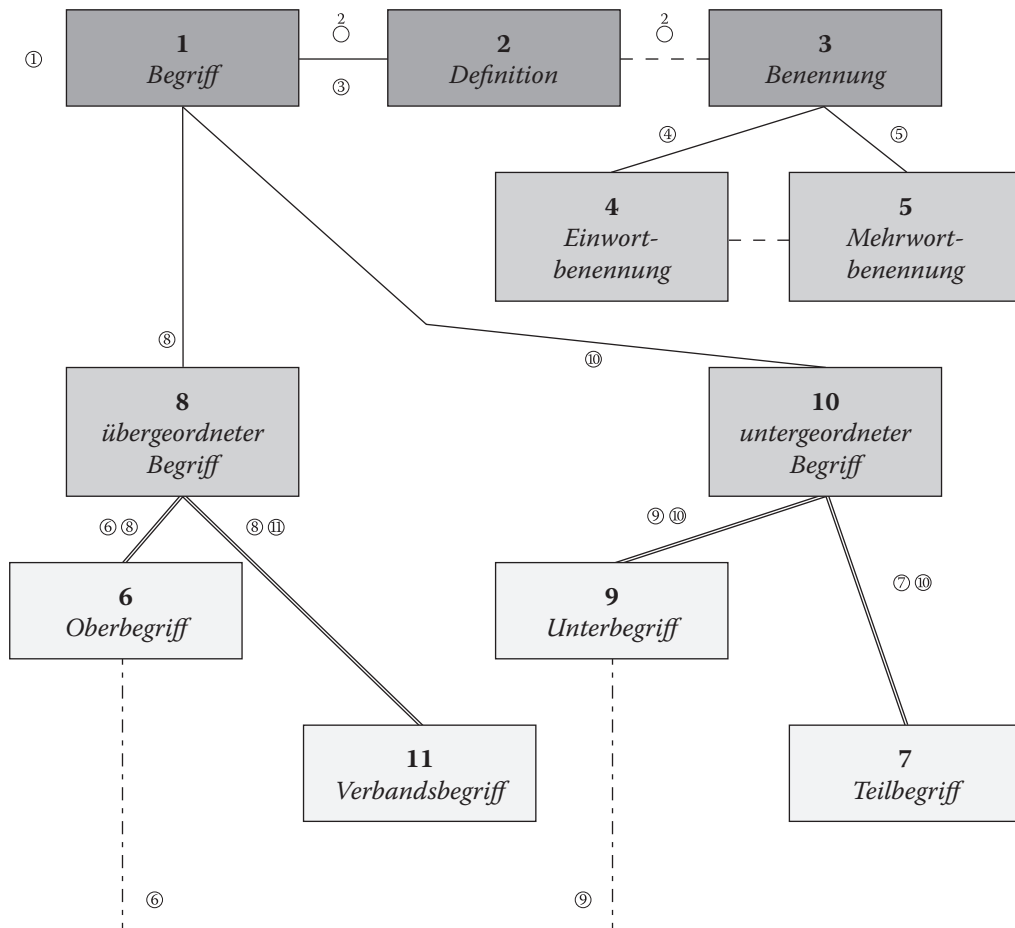 2
2
①
1
Begriff
2
Definition
3
Benennung
③
④
⑤
4
Einwort-
benennung
5
Mehrwort-
benennung
⑧
⑩
8
übergeordneter
Begriff
10
untergeordneter
Begriff
⑥ ⑧
⑧ ⑪
⑨ ⑩
⑦ ⑩
6
Oberbegriff
9
Unterbegriff
11
Verbandsbegriff
7
Teilbegriff
⑥
⑨